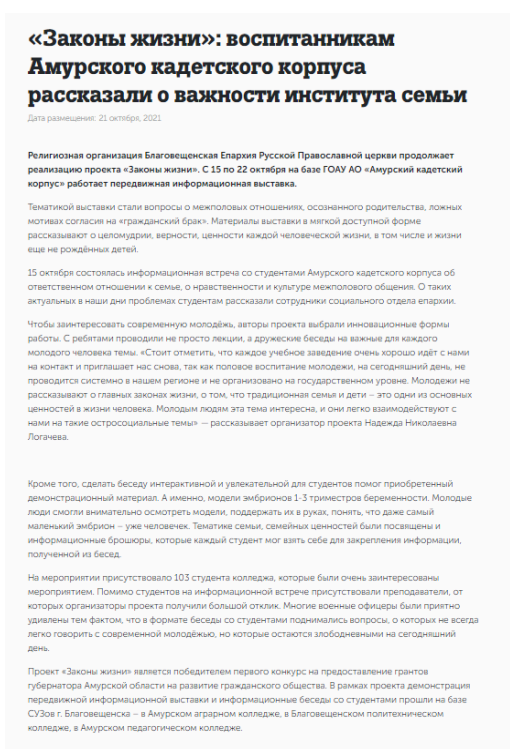 «Законы жизни»: воспитанникам
Амурского кадетского корпуса
рассказали о важности института семьи
Дата размещения: 21 октября, 2021
Религиозная организация Благовещенская Епархия Русской Православной церкви продолжает
реализацию проекта «Законы жизни». С 15 по 22 октября на базе ГОАУ АО «Амурский кадетский
корпус» работает передвижная информационная выставка.
Тематикой выставки стали вопросы о межполовых отношениях, осознанного родительства, ложных
мотивах согласия на «гражданский брак». Материалы выставки в мягкой доступной форме
рассказывают о целомудрии, верности, ценности каждой человеческой жизни, в том числе и жизни
еще не рождённых детей.
15 октября состоялась информационная встреча со студентами Амурского кадетского корпуса об
ответственном отношении к семье, о нравственности и культуре межполового общения. О таких
актуальных в наши дни проблемах студентам рассказали сотрудники социального отдела епархии.
Чтобы заинтересовать современную молодёжь, авторы проекта выбрали инновационные формы
работы. С ребятами проводили не просто лекции, а дружеские беседы на важные для каждого
молодого человека темы. «Стоит отметить, что каждое учебное заведение очень хорошо идёт с нами
на контакт и приглашает нас снова, так как половое воспитание молодежи, на сегодняшний день, не
проводится системно в нашем регионе и не организовано на государственном уровне. Молодежи не
рассказывают о главных законах жизни, о том, что традиционная семья и дети – это одни из основных
ценностей в жизни человека. Молодым людям эта тема интересна, и они легко взаимодействуют с
нами на такие остросоциальные темы» — рассказывает организатор проекта Надежда Николаевна
Логачева.
Кроме того, сделать беседу интерактивной и увлекательной для студентов помог приобретенный
демонстрационный материал. А именно, модели эмбрионов 1-3 триместров беременности. Молодые
люди смогли внимательно осмотреть модели, поддержать их в руках, понять, что даже самый
маленький эмбрион – уже человечек. Тематике семьи, семейных ценностей были посвящены и
информационные брошюры, которые каждый студент мог взять себе для закрепления информации,
полученной из бесед.
На мероприятии присутствовало 103 студента колледжа, которые были очень заинтересованы
мероприятием. Помимо студентов на информационной встрече присутствовали преподаватели, от
которых организаторы проекта получили большой отклик. Многие военные офицеры были приятно
удивлены тем фактом, что в формате беседы со студентами поднимались вопросы, о которых не всегда
легко говорить с современной молодёжью, но которые остаются злободневными на сегодняшний
день.
Проект «Законы жизни» является победителем первого конкурс на предоставление грантов
губернатора Амурской области на развитие гражданского общества. В рамках проекта демонстрация
передвижной информационной выставки и информационные беседы со студентами прошли на базе
СУЗов г. Благовещенска – в Амурском аграрном колледже, в Благовещенском политехническом
колледже, в Амурском педагогическом колледже.